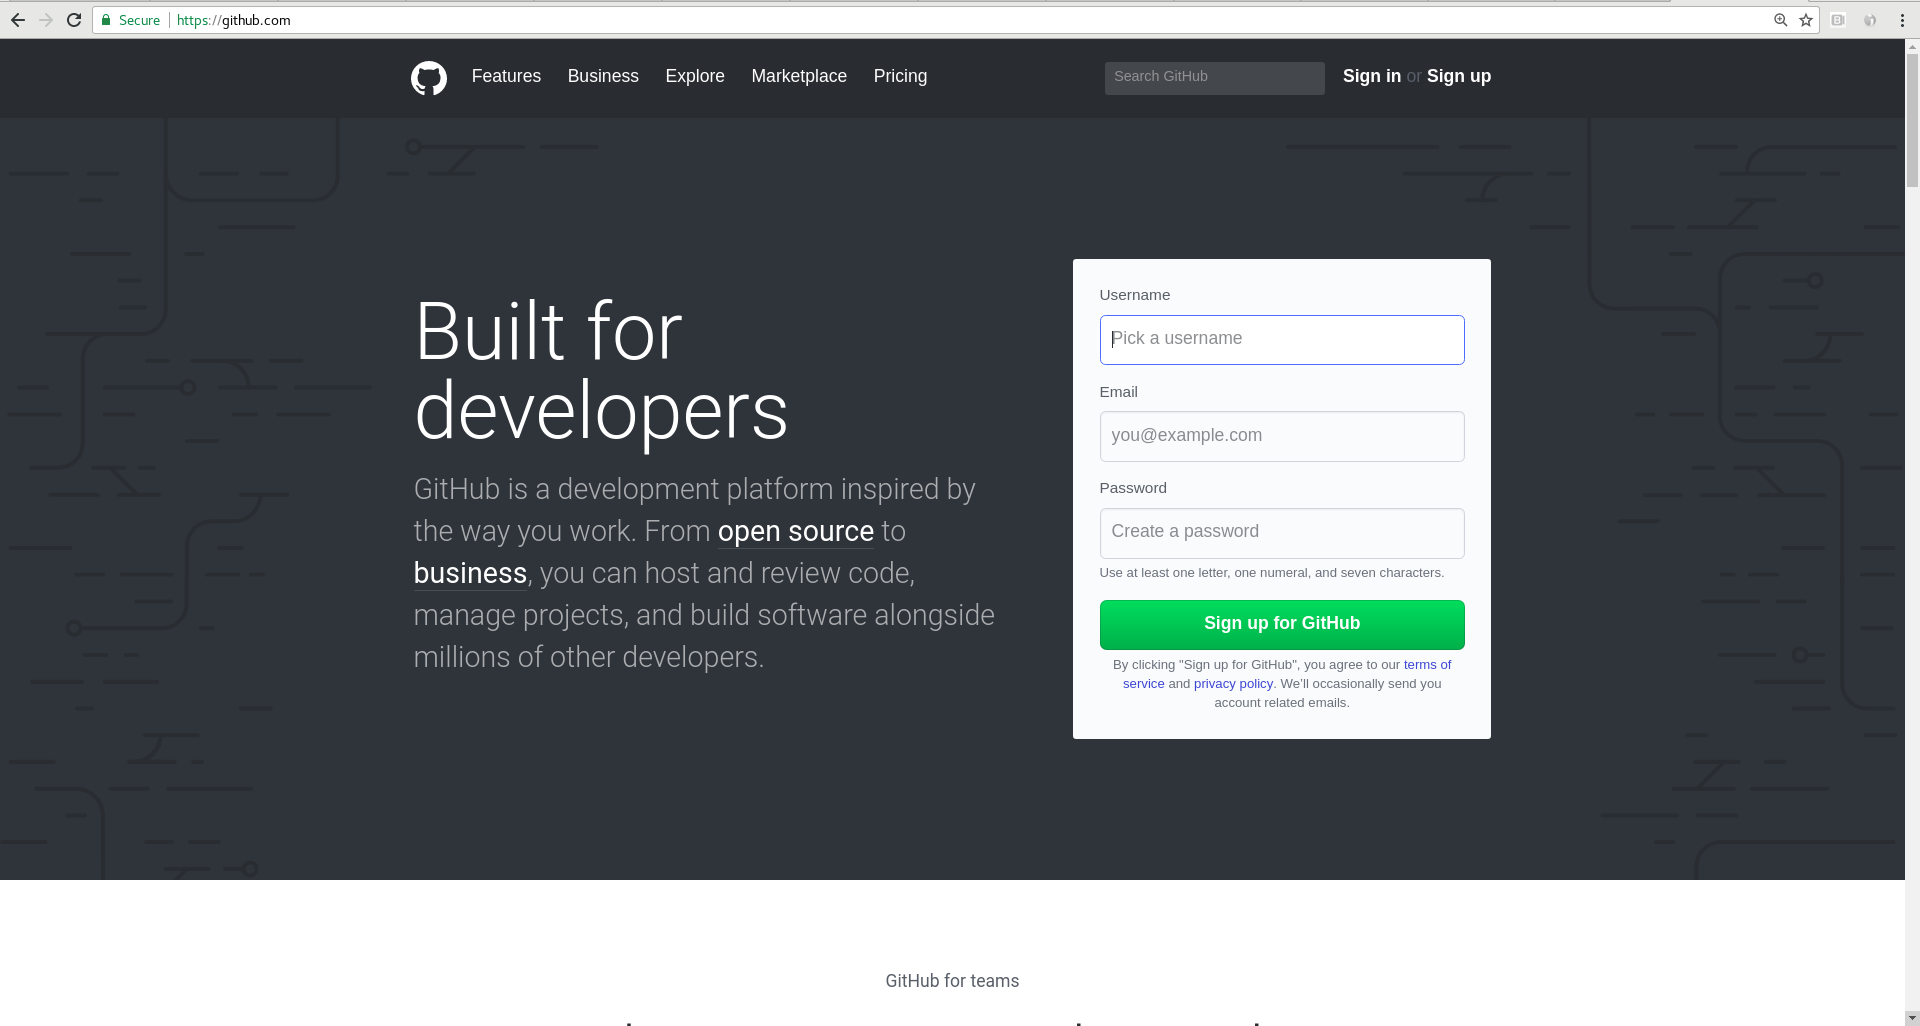 Secure https://github.com
Features Business Explore Marketplace Pricing Search GitHub Sign in or Sign up
Built for
developers
GitHub is a development platform inspired by
the way you work. From open source to
business, you can host and review code,
manage projects, and build software alongside
millions of other developers.
Username
Pick a username
Email
you@example.com
Password
Create a password
Use at least one letter, one numeral, and seven characters.
Sign up for GitHub
By clicking "Sign up for GitHub", you agree to our terms of
service and privacy policy. We’ll occasionally send you
account related emails.
GitHub for teams